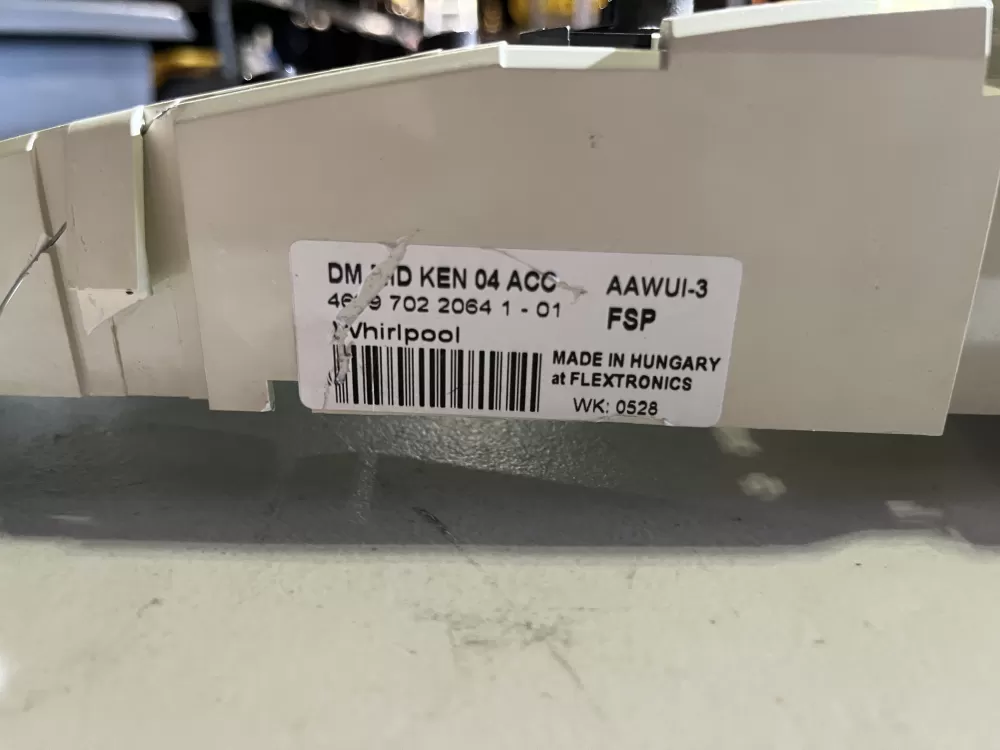 DM KEN 04 ACC
702 2064 1 - 01
Whirlpool
AAWUI-3
FSP
MADE IN HUNGARY
at FLEXTRONICS
WK: 0528